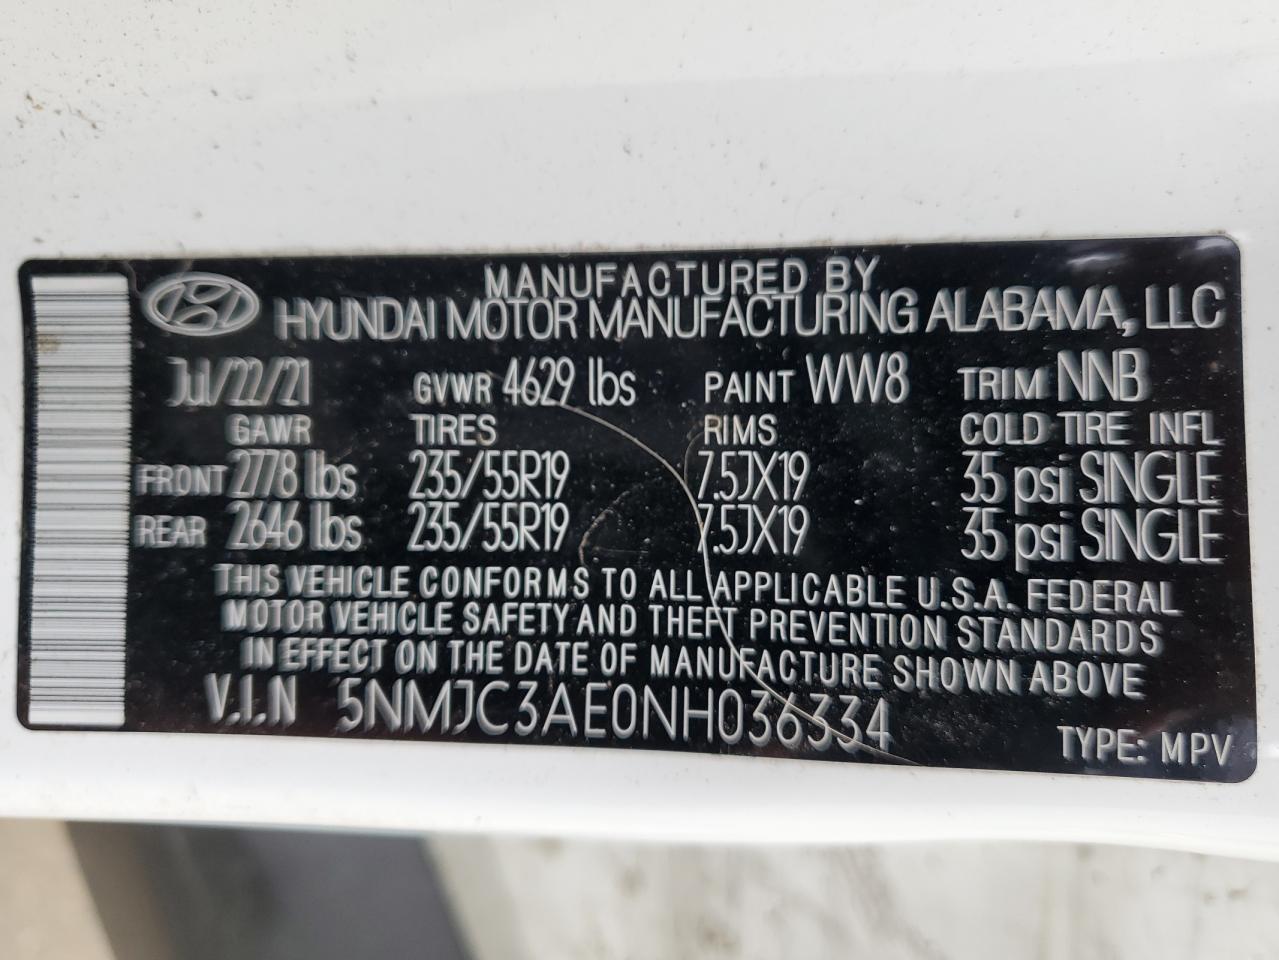 MANUFACTURED BY
HYUNDAI MOTOR MANUFACTURING ALABAMA, LLC
Jul/22/21 GVWR 4629 lbs PAINT WW8 TRIM NNB
GAWR TIRES RIMS COLD TIRE INFL
FRONT 2778 lbs 235/55R19 7.5JX19 35 psi SINGLE
REAR 2646 lbs 235/55R19 7.5JX19 35 psi SINGLE
THIS VEHICLE CONFORMS TO ALL APPLICABLE U.S.A. FEDERAL
MOTOR VEHICLE SAFETY AND THEFT PREVENTION STANDARDS
IN EFFECT ON THE DATE OF MANUFACTURE SHOWN ABOVE
V.I.N 5NMJC3AE0NH036334
TYPE: MPV